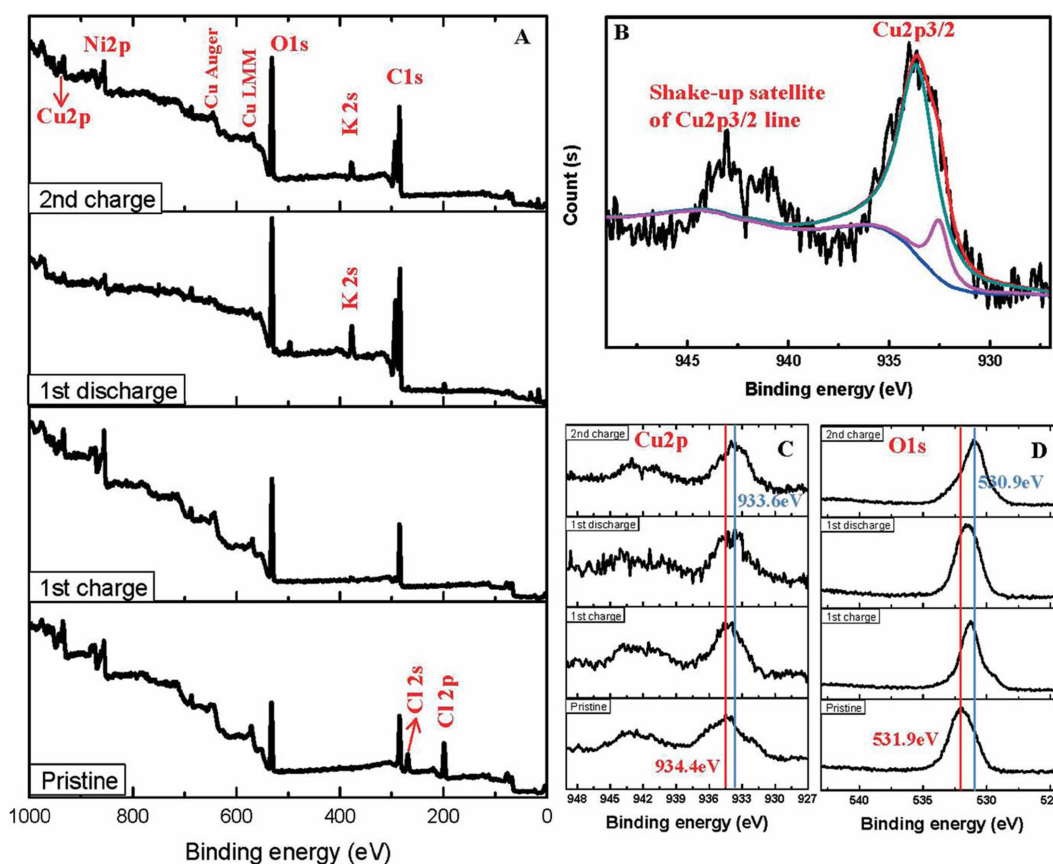 A
Ni2p
Cu Auger
Cu LMM
O1s
C1s
K 2s
Cu2p
2nd charge
K 2s
1st discharge
1st charge
Cl 2s
Cl 2p
Pristine
1000 800 600 400 200 0
Binding energy (eV)
B
Cu2p3/2
Shake-up satellite
of Cu2p3/2 line
Count (s)
945 940 935 930
Binding energy (eV)
2nd charge
Cu2p
C
933.6eV
1st discharge
1st charge
Pristine
934.4eV
948 945 942 939 936 933 930 927
Binding energy (eV)
2nd charge
O1s
D
530.9eV
1st discharge
1st charge
Pristine
531.9eV
540 535 530 525
Binding energy (eV)